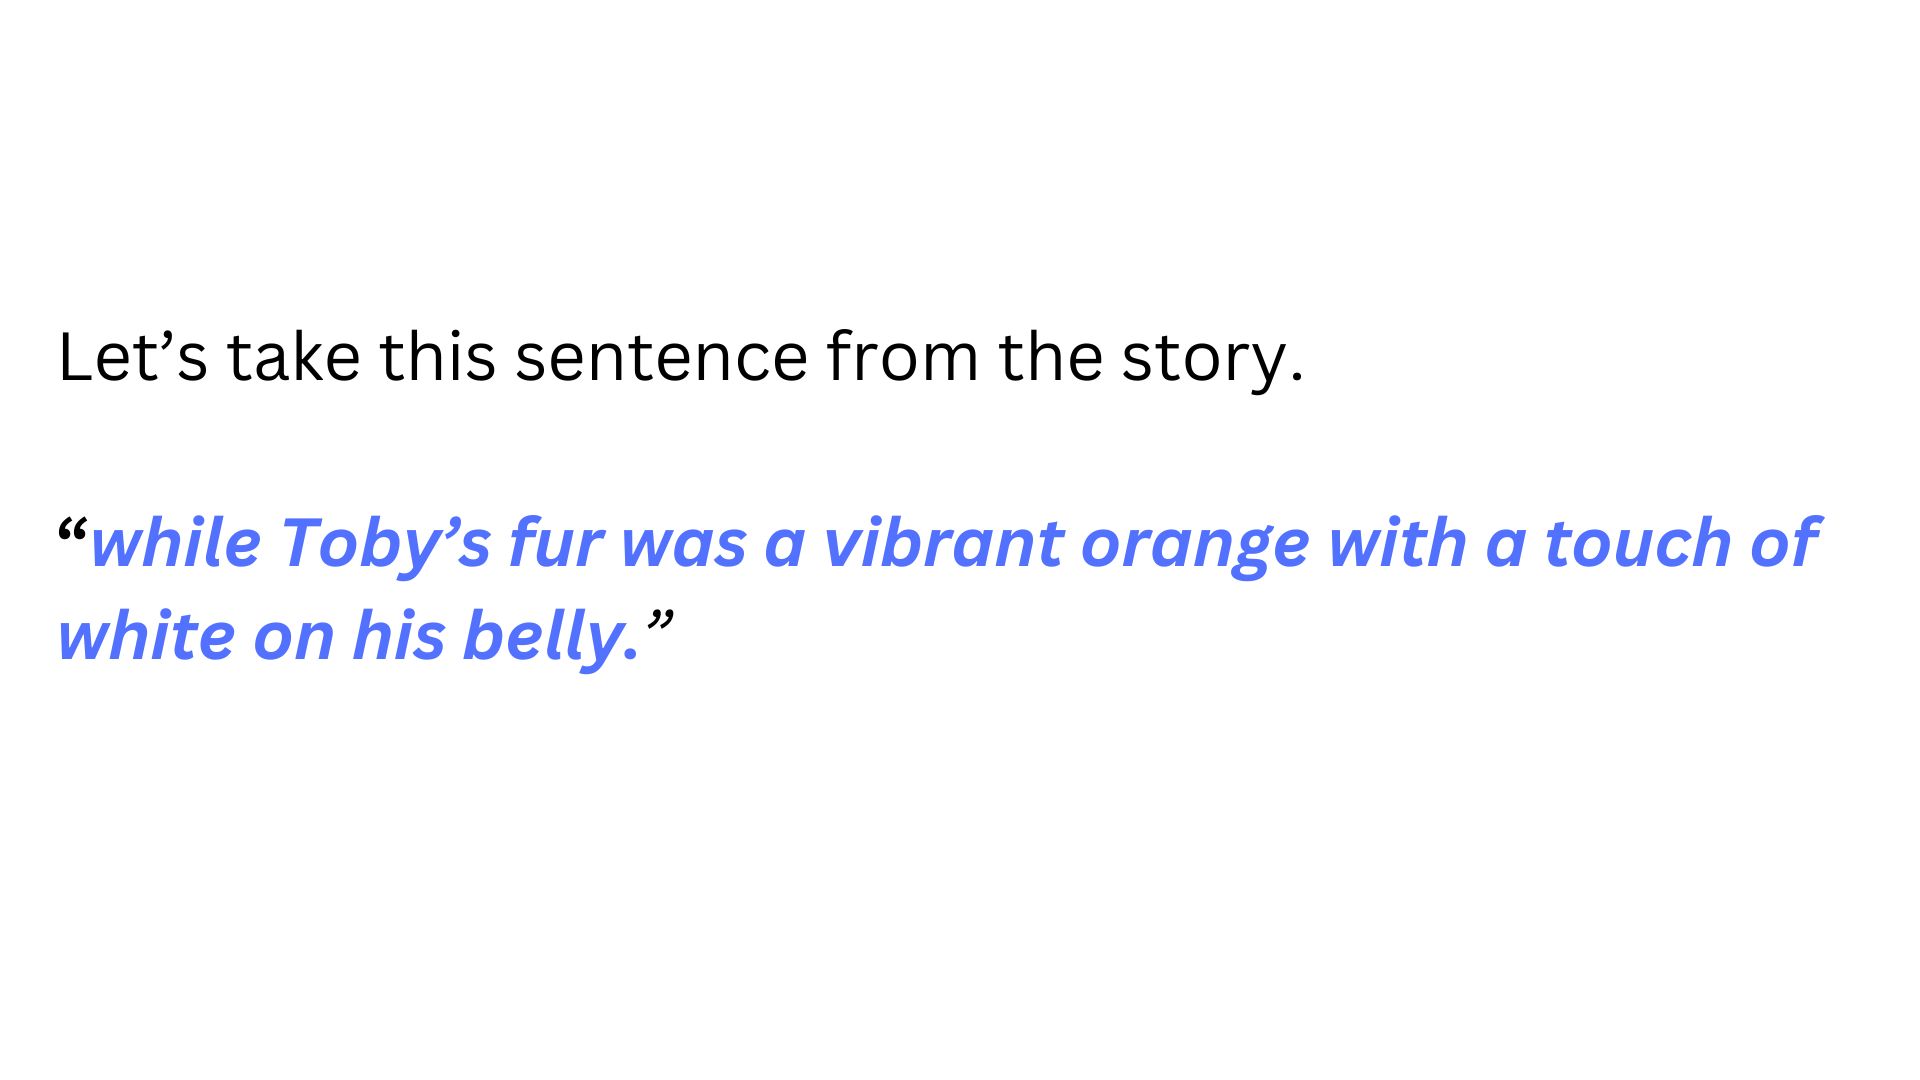 Let’s take this sentence from the story.
“while Toby’s fur was a vibrant orange with a touch of
white on his belly.”